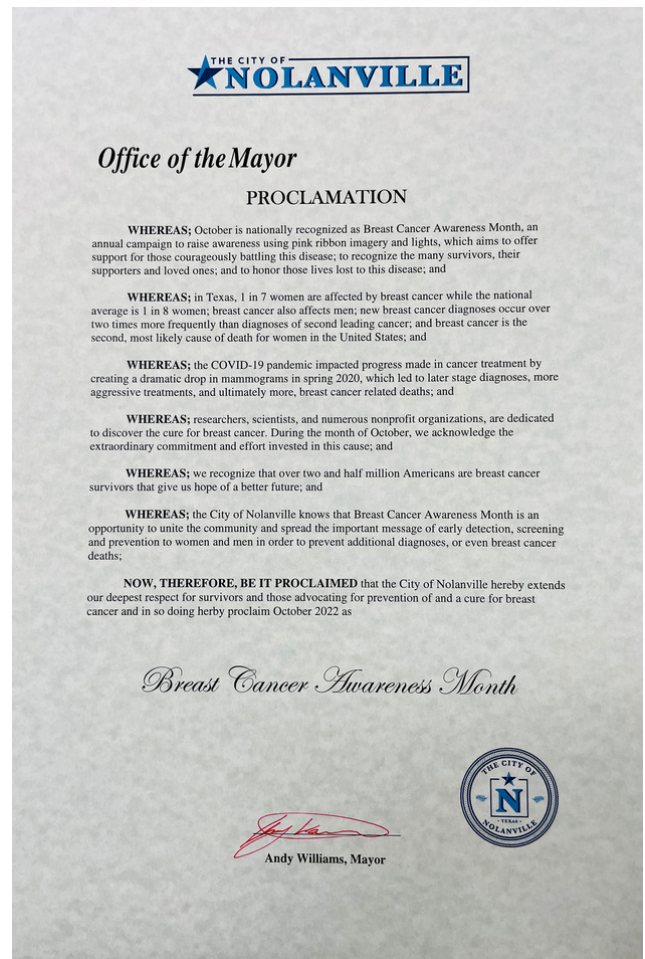 THE CITY OF
NOLANVILLE
Office of the Mayor
PROCLAMATION
WHEREAS; October is nationally recognized as Breast Cancer Awareness Month, an
annual campaign to raise awareness using pink ribbon imagery and lights, which aims to offer
support for those courageously battling this disease; to recognize the many survivors, their
supporters and loved ones; and to honor those lives lost to this disease; and
WHEREAS; in Texas, 1 in 7 women are affected by breast cancer while the national
average is 1 in 8 women; breast cancer also affects men; new breast cancer diagnoses occur over
two times more frequently than diagnoses of second leading cancer; and breast cancer is the
second, most likely cause of death for women in the United States; and
WHEREAS; the COVID-19 pandemic impacted progress made in cancer treatment by
creating a dramatic drop in mammograms in spring 2020, which led to later stage diagnoses, more
aggressive treatments, and ultimately more, breast cancer related deaths; and
WHEREAS; researchers, scientists, and numerous nonprofit organizations, are dedicated
to discover the cure for breast cancer. During the month of October, we acknowledge the
extraordinary commitment and effort invested in this cause; and
WHEREAS; we recognize that over two and half million Americans are breast cancer
survivors that give us hope of a better future; and
WHEREAS; the City of Nolanville knows that Breast Cancer Awareness Month is an
opportunity to unite the community and spread the important message of early detection, screening
and prevention to women and men in order to prevent additional diagnoses, or even breast cancer
deaths;
NOW, THEREFORE, BE IT PROCLAIMED that the City of Nolanville hereby extends
our deepest respect for survivors and those advocating for prevention of and a cure for breast
cancer and in so doing herby proclaim October 2022 as
Breast Cancer Awareness Month
THE CITY OF
N
TEXAS
NOLANVILLE
Andy Williams, Mayor